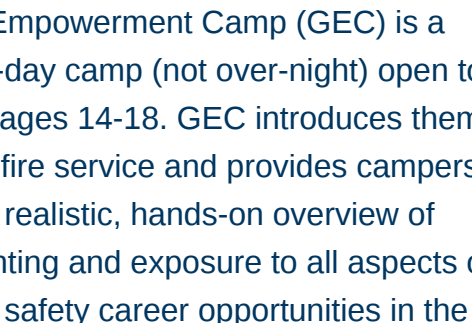 Empowerment Camp (GEC) is a
-day camp (not over-night) open to
ages 14-18. GEC introduces them
fire service and provides campers
realistic, hands-on overview of
nting and exposure to all aspects o
safety career opportunities in the